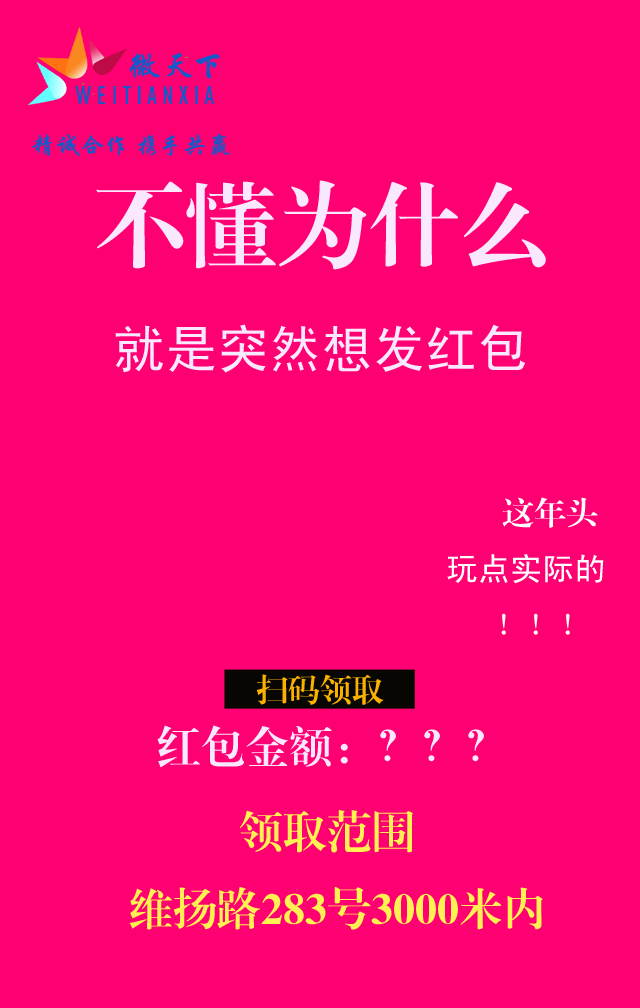 微天下
WEITIANXIA
精诚合作 携手共赢
不懂为什么
就是突然想发红包
这年头
玩点实际的
！！！
扫码领取
红包金额：？？？
领取范围
维扬路283号3000米内